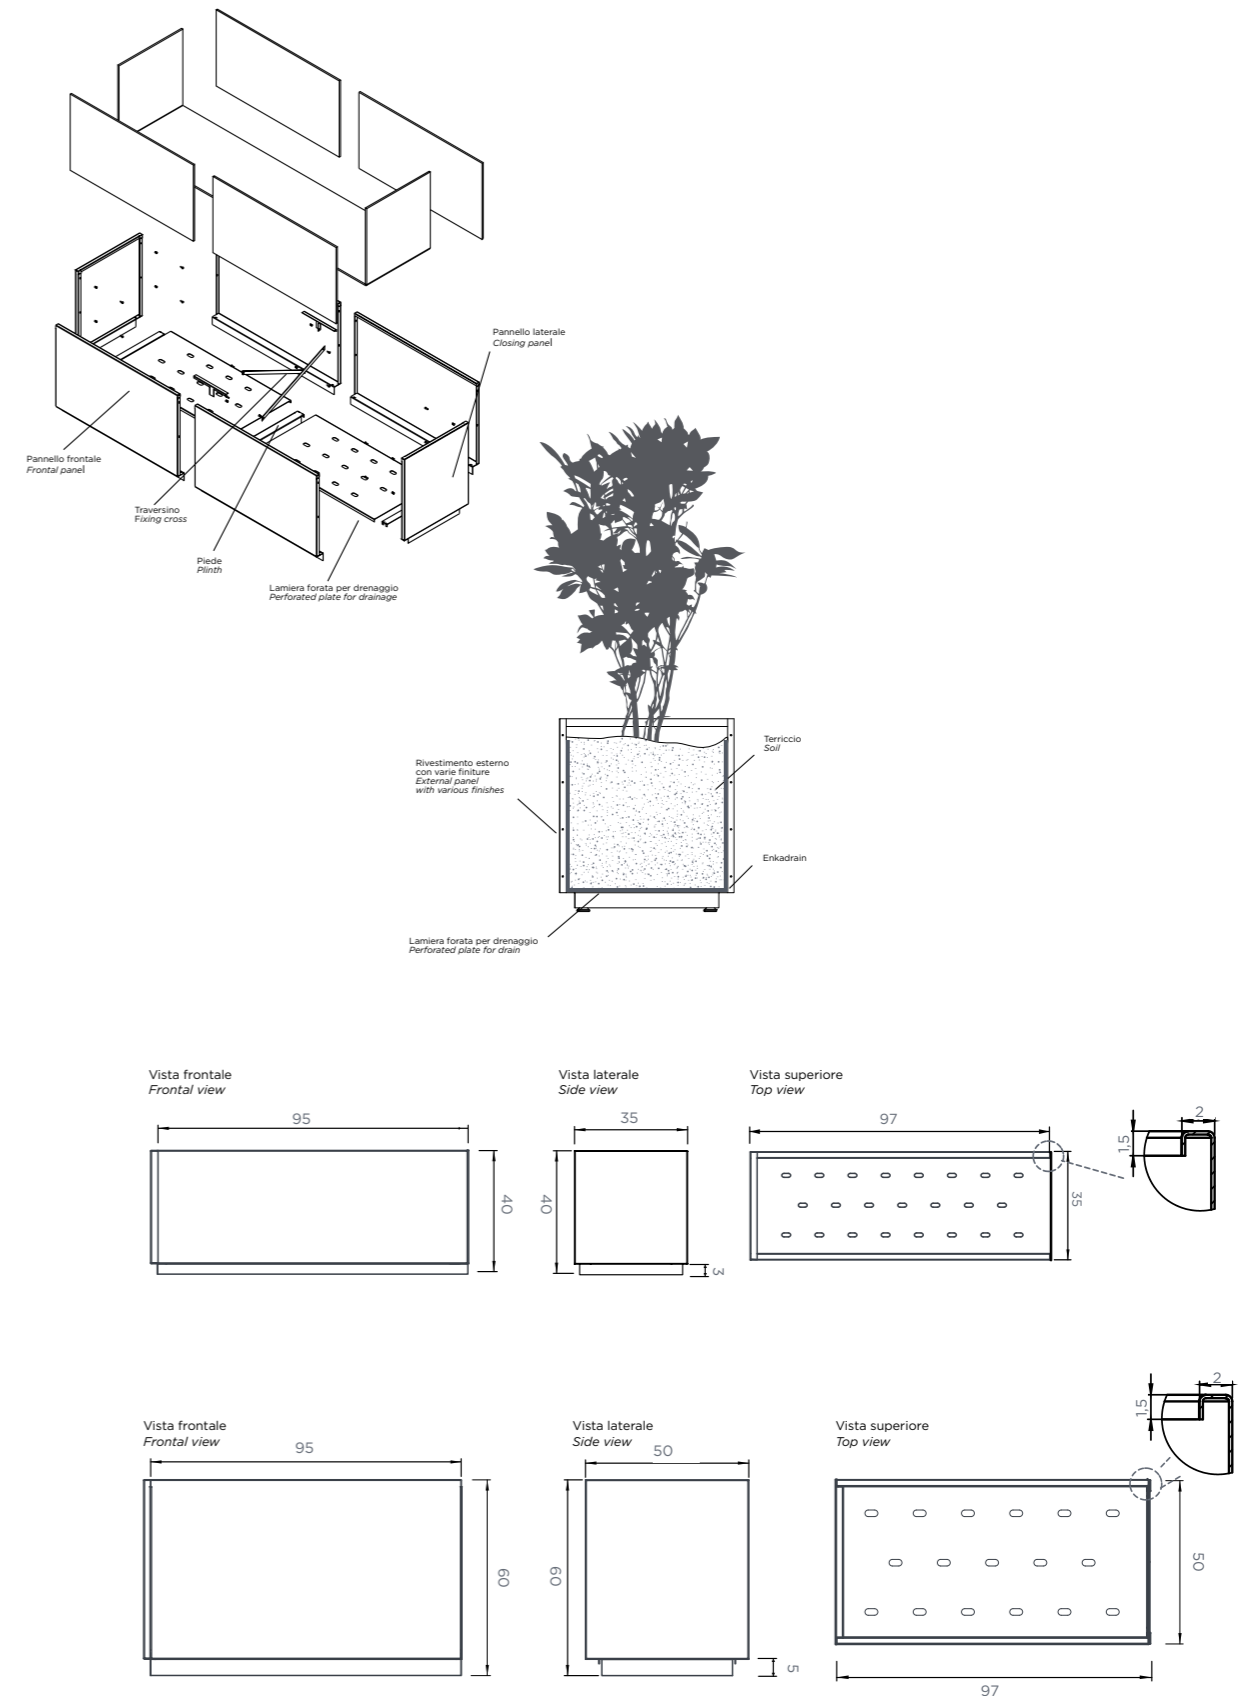 Pannello laterale
Closing panel
Pannello frontale
Frontal panel
Traversino
Fixing cross
Piede
Plinth
Lamiera forata per drenaggio
Perforated plate for drainage
Terriccio
Soil
Rivestimento esterno
con varie finiture
External panel
with various finishes
Enkadrain
Lamiera forata per drenaggio
Perforated plate for drain
Vista frontale
Frontal view
95
40
Vista laterale
Side view
35
40
3
Vista superiore
Top view
97
35
2
1,5
Vista frontale
Frontal view
95
60
Vista laterale
Side view
50
60
5
Vista superiore
Top view
50
97
2
1,5